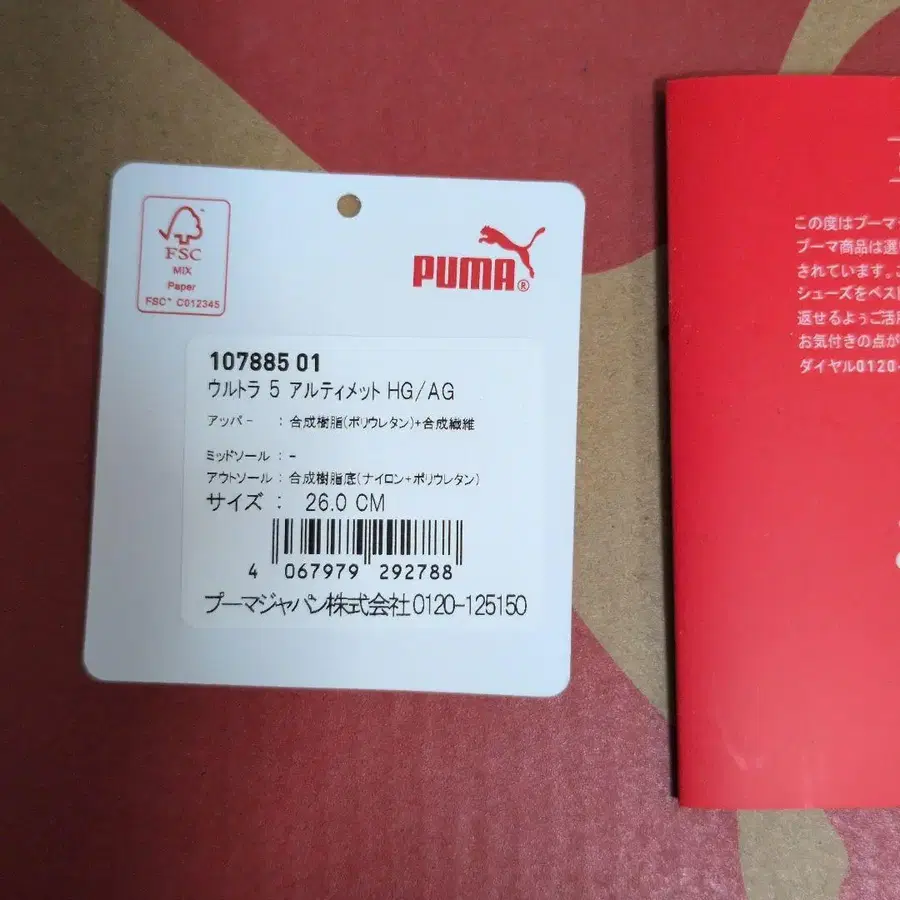 FSC
MIX
Paper
FSC® C012345
PUMA®
107885 01
ウルトラ 5 アルティメット HG/AG
アッパー : 合成樹脂(ポリウレタン)+合成繊維
ミッドソール : -
アウトソール : 合成樹脂底(ナイロン+ポリウレタン)
サイズ : 26.0 CM
4 067979 292788
プーマジャパン株式会社0120-125150
この度はプーマ
プーマ商品は選
されています。
シューズをベス
返せるようご活
お気付きの点が
ダイヤル0120-